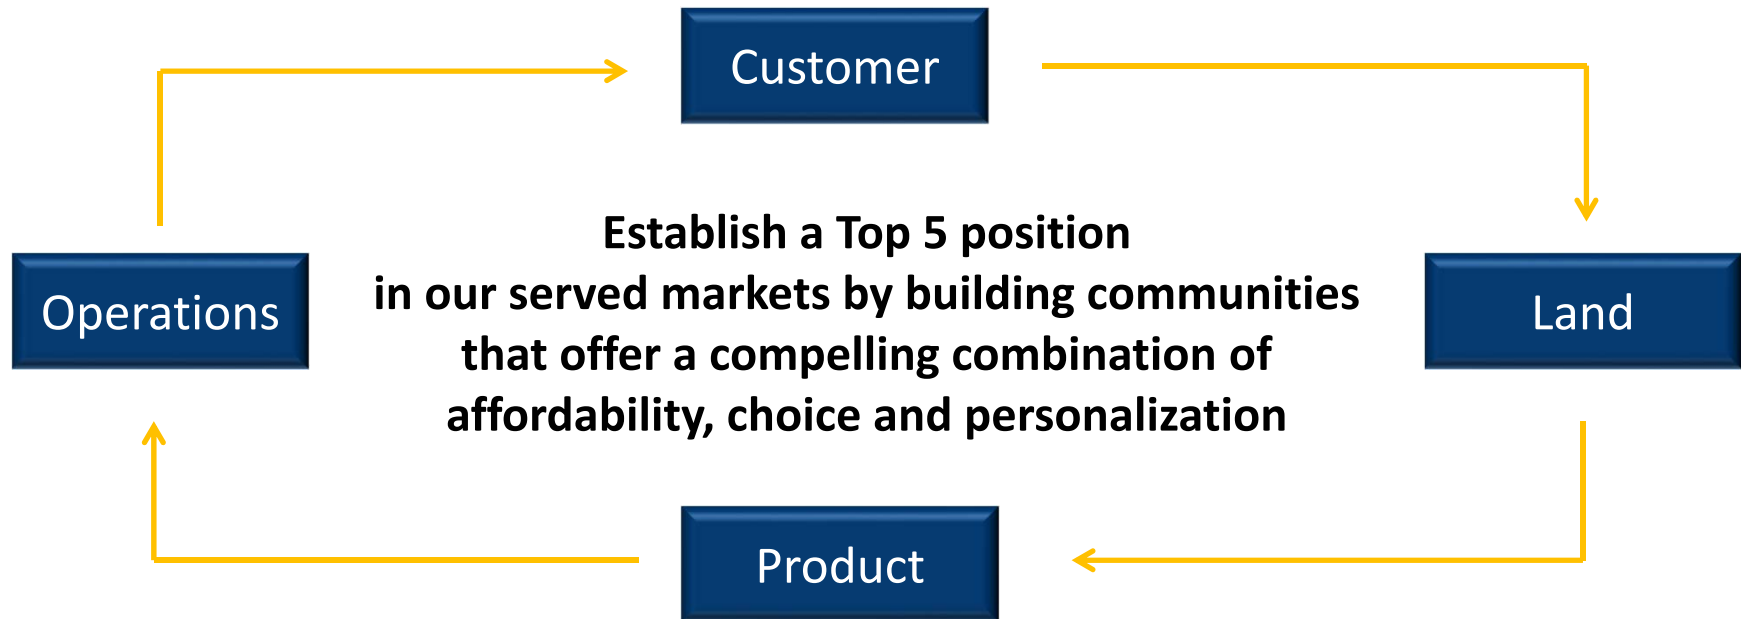 Customer
Establish a Top 5 position
in our served markets by building communities
that offer a compelling combination of
affordability, choice and personalization
Operations
Land
Product